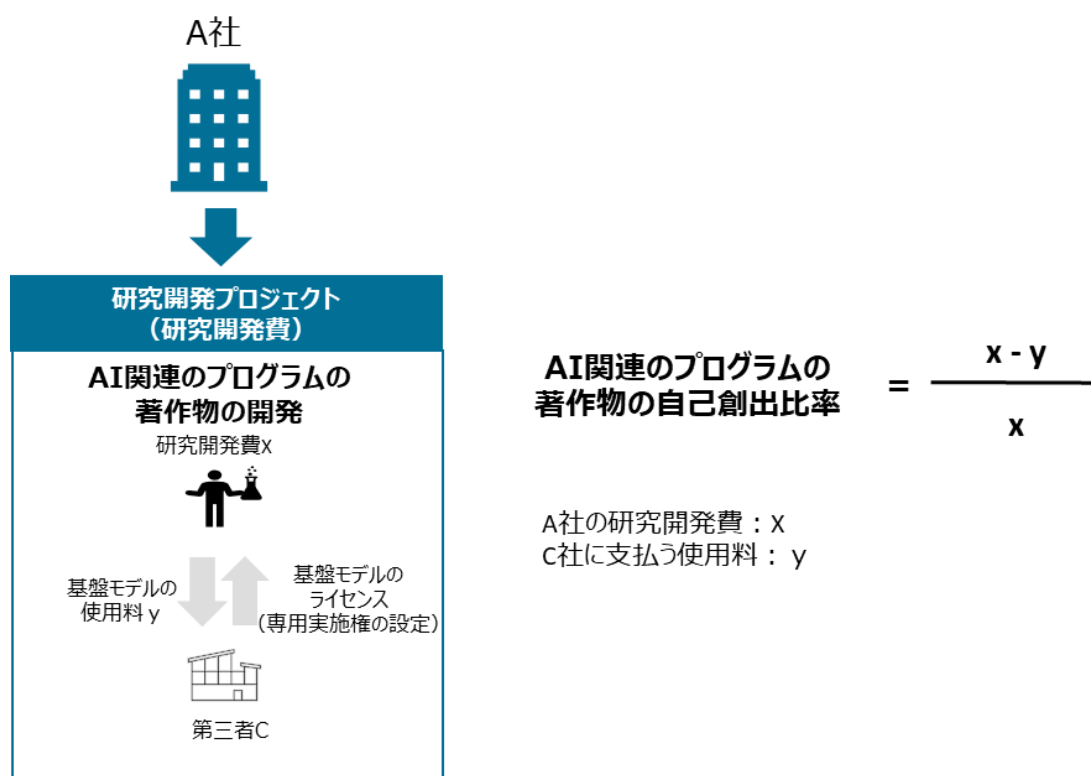 A社
研究開発プロジェクト
（研究開発費）
AI関連のプログラムの
著作物の開発
研究開発費X
基盤モデルの
使用料 y
基盤モデルの
ライセンス
（専用実施権の設定）
第三者C
AI関連のプログラムの
著作物の自己創出比率
=
x - y
x
A社の研究開発費：X
C社に支払う使用料： y